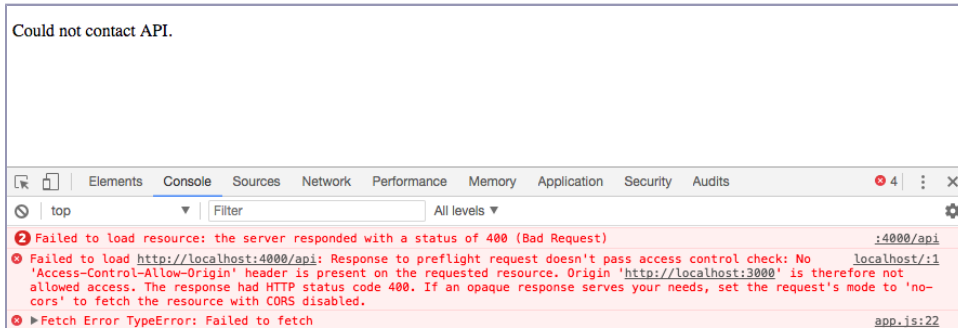 Could not contact API.
Elements Console Sources Network Performance Memory Application Security Audits 4
top Filter All levels
2 Failed to load resource: the server responded with a status of 400 (Bad Request) :4000/api
Failed to load http://localhost:4000/api: Response to preflight request doesn't pass access control check: No localhost/:1
'Access-Control-Allow-Origin' header is present on the requested resource. Origin 'http://localhost:3000' is therefore not
allowed access. The response had HTTP status code 400. If an opaque response serves your needs, set the request's mode to 'no-
cors' to fetch the resource with CORS disabled.
Fetch Error TypeError: Failed to fetch app.js:22